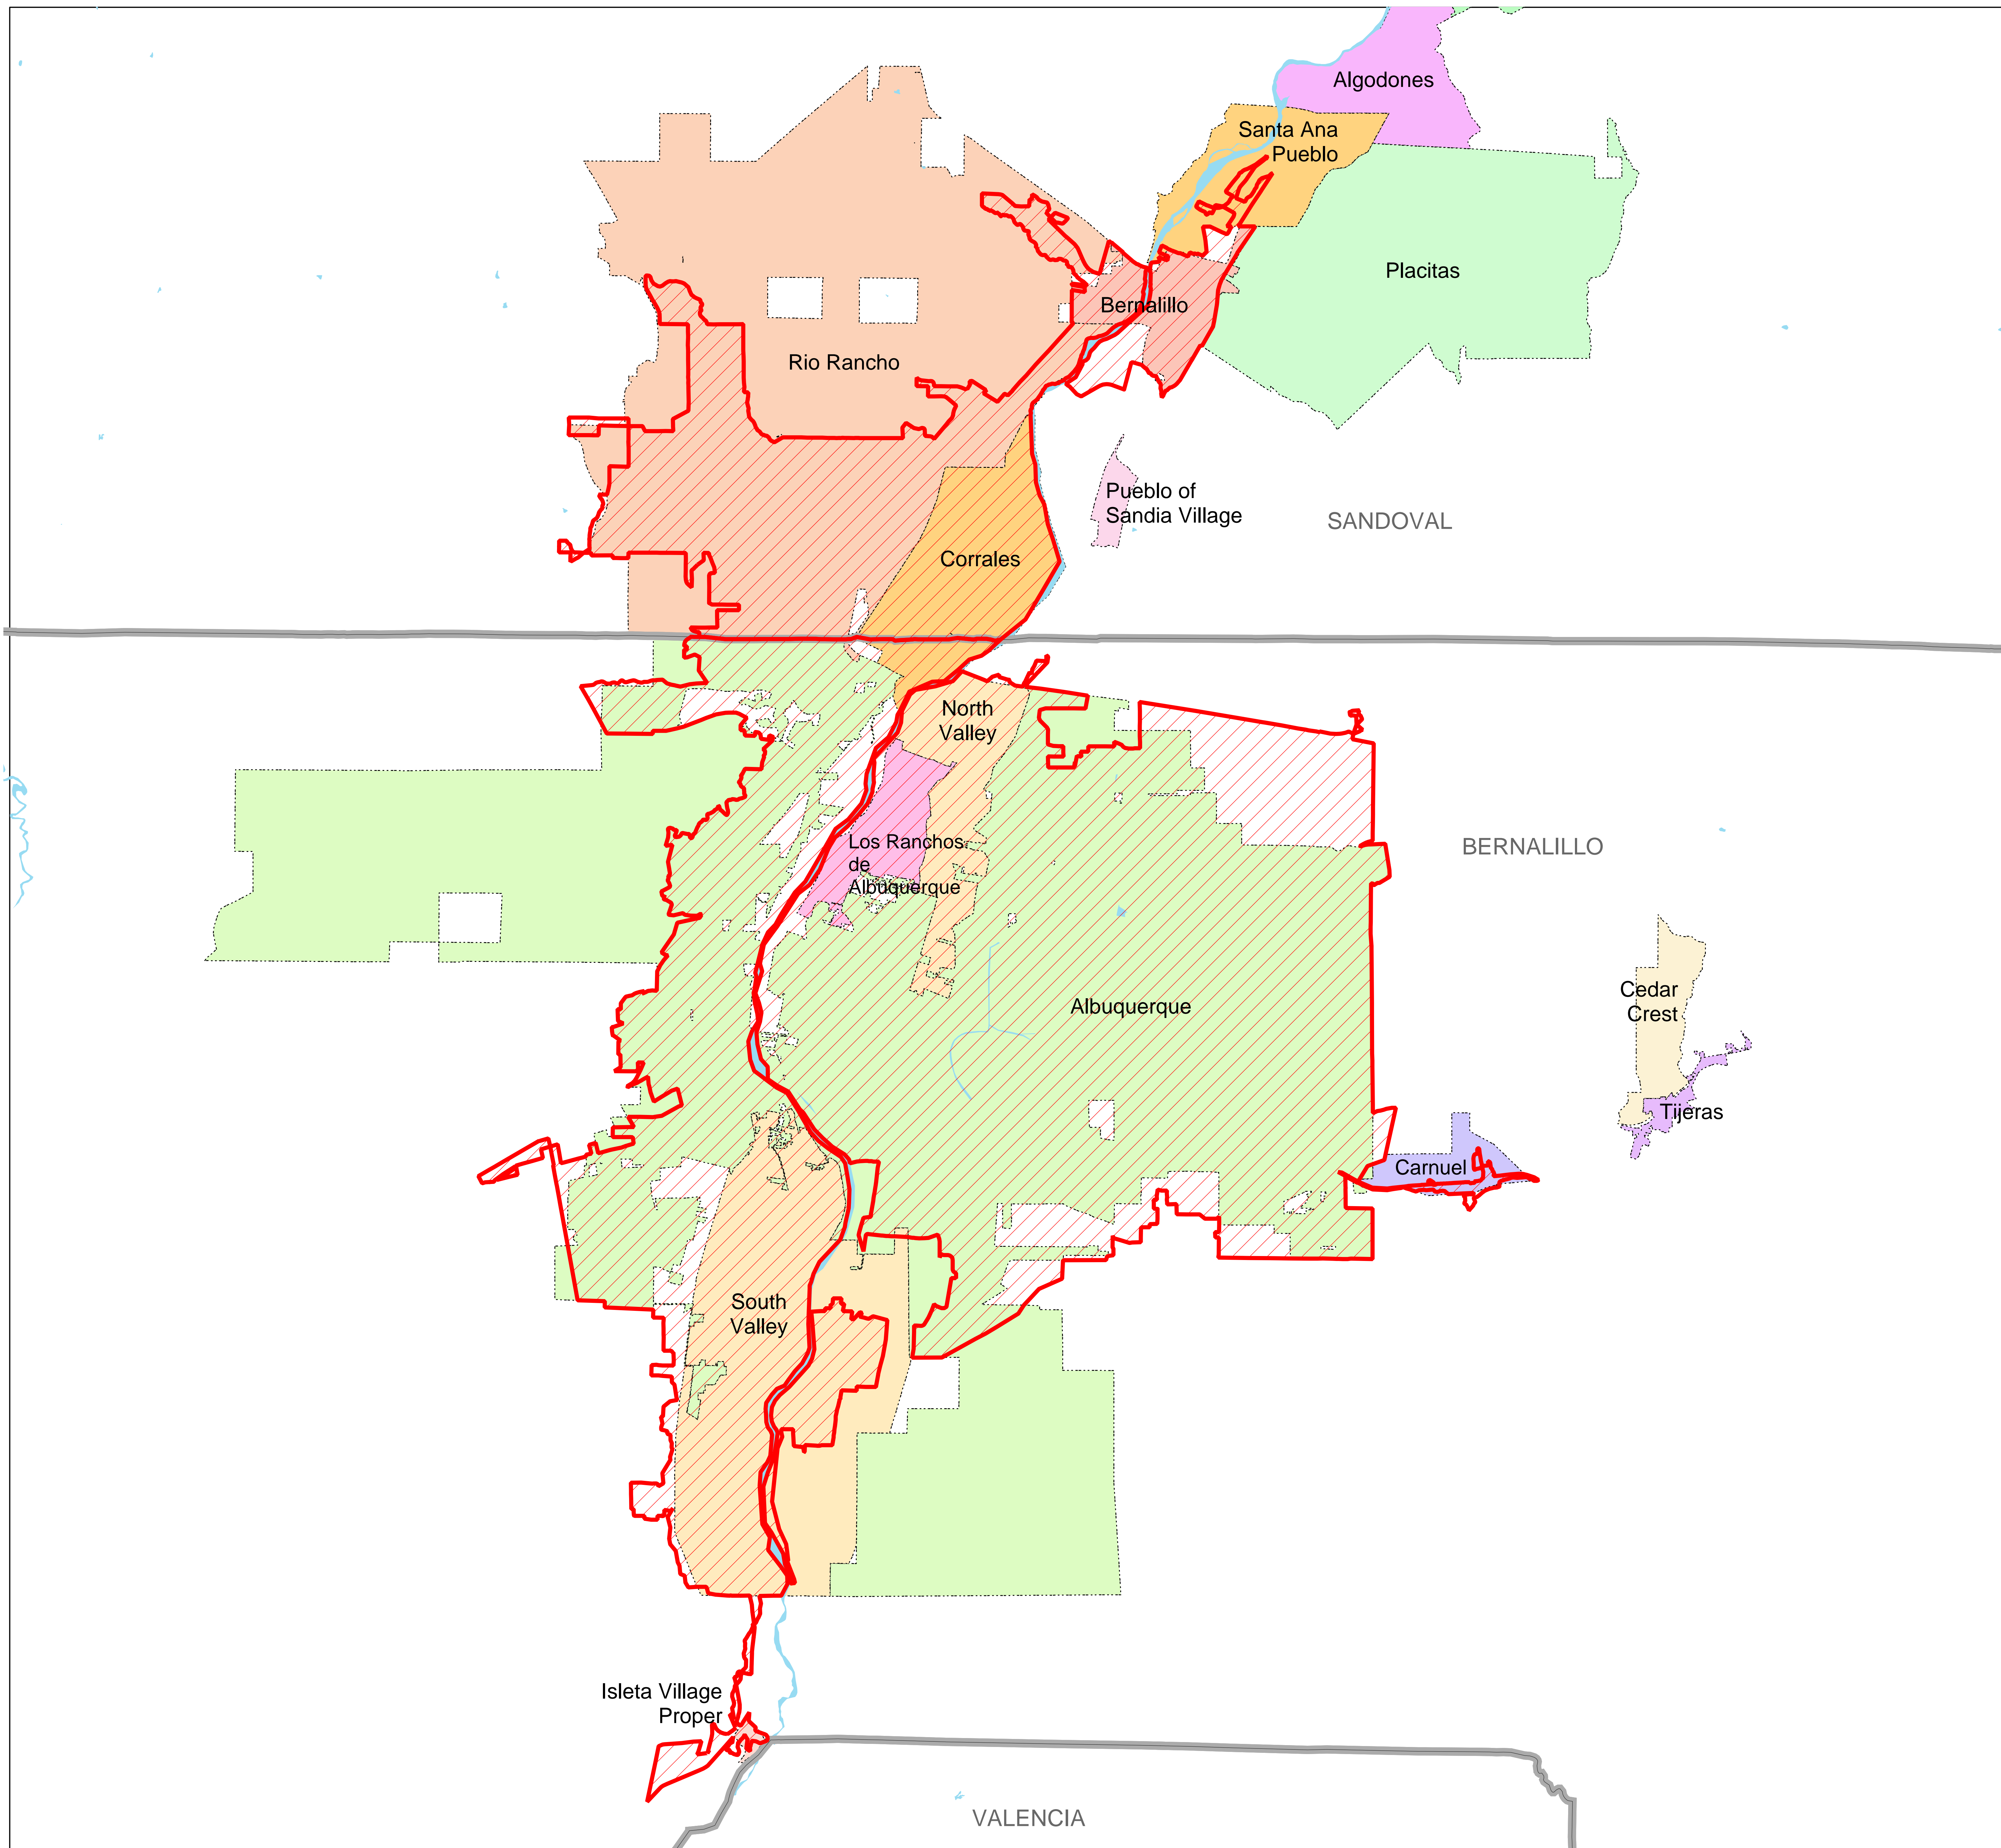 Algodones
Santa Ana
Pueblo
Placitas
Bernalillo
Rio Rancho
Pueblo of
Sandia Village
SANDOVAL
Corrales
North
Valley
Los Ranchos
de
Albuquerque
BERNALILLO
Albuquerque
Cedar
Crest
Tijeras
Carnuel
South
Valley
Isleta Village
Proper
VALENCIA